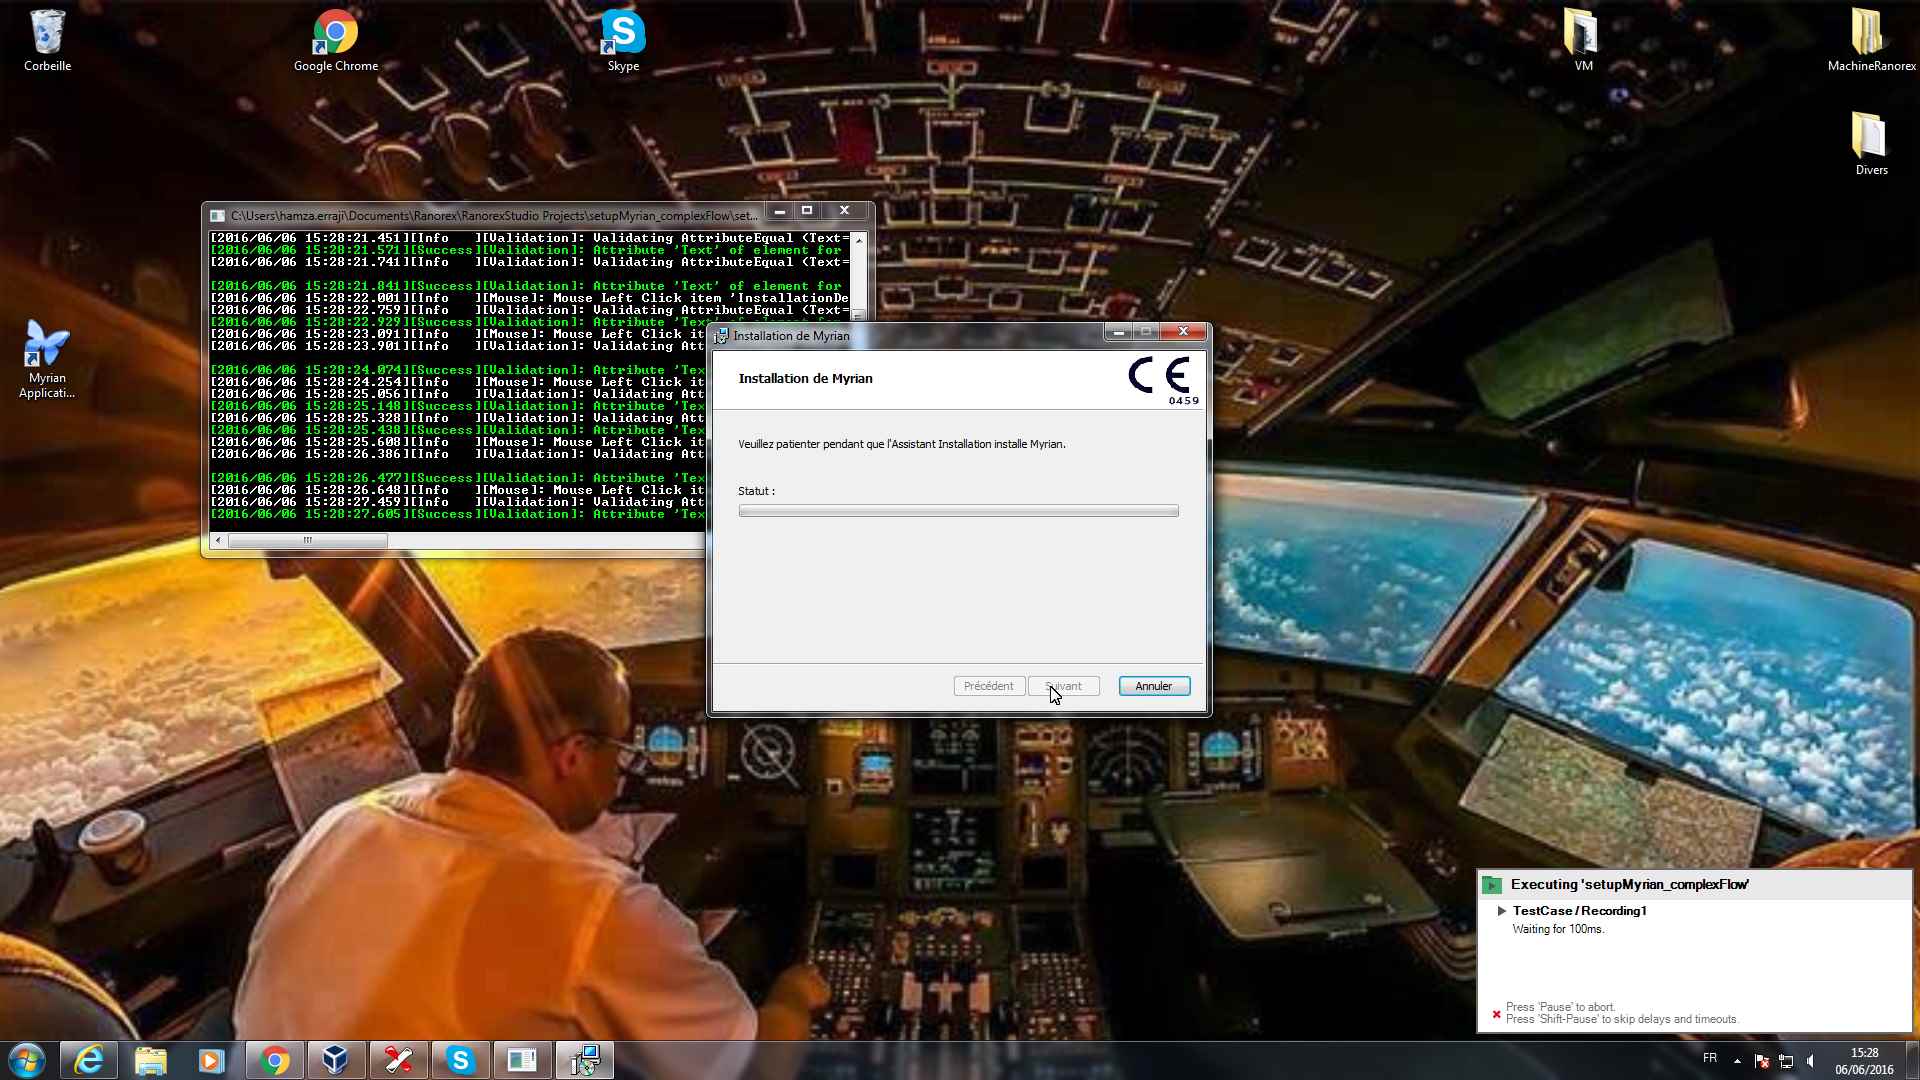 Corbeille
Google Chrome
Skype
VM
MachineRanorex
Divers
Myrian
Applicati...
C:\Users\hamza.erraji\Documents\Ranorex\RanorexStudio Projects\setupMyrian_complexFlow\set...
[2016/06/06 15:28:21.451][Info   ][Validation]: Validating AttributeEqual (Text=
[2016/06/06 15:28:21.571][Success][Validation]: Attribute 'Text' of element for
[2016/06/06 15:28:21.741][Info   ][Validation]: Validating AttributeEqual (Text=
[2016/06/06 15:28:21.841][Success][Validation]: Attribute 'Text' of element for
[2016/06/06 15:28:22.001][Info   ][Mouse]: Mouse Left Click item 'InstallationDe
[2016/06/06 15:28:22.759][Info   ][Validation]: Validating AttributeEqual (Text=
[2016/06/06 15:28:22.929][Success][Validation]: Attribute 'Text' of element for
[2016/06/06 15:28:23.091][Info   ][Mouse]: Mouse Left Click it
[2016/06/06 15:28:23.901][Info   ][Validation]: Validating Att
[2016/06/06 15:28:24.074][Success][Validation]: Attribute 'Tex
[2016/06/06 15:28:24.254][Info   ][Mouse]: Mouse Left Click it
[2016/06/06 15:28:25.056][Info   ][Validation]: Validating Att
[2016/06/06 15:28:25.148][Success][Validation]: Attribute 'Tex
[2016/06/06 15:28:25.328][Info   ][Validation]: Validating Att
[2016/06/06 15:28:25.438][Success][Validation]: Attribute 'Tex
[2016/06/06 15:28:25.608][Info   ][Mouse]: Mouse Left Click it
[2016/06/06 15:28:26.386][Info   ][Validation]: Validating Att
[2016/06/06 15:28:26.477][Success][Validation]: Attribute 'Tex
[2016/06/06 15:28:26.648][Info   ][Mouse]: Mouse Left Click it
[2016/06/06 15:28:27.459][Info   ][Validation]: Validating Att
[2016/06/06 15:28:27.605][Success][Validation]: Attribute 'Tex
Installation de Myrian
Installation de Myrian
CE
0459
Veuillez patienter pendant que l'Assistant Installation installe Myrian.
Statut :
Précédent
Suivant
Annuler
Executing 'setupMyrian_complexFlow'
TestCase / Recording1
Waiting for 100ms.
Press 'Pause' to abort.
Press 'Shift-Pause' to skip delays and timeouts.
FR
15:28
06/06/2016